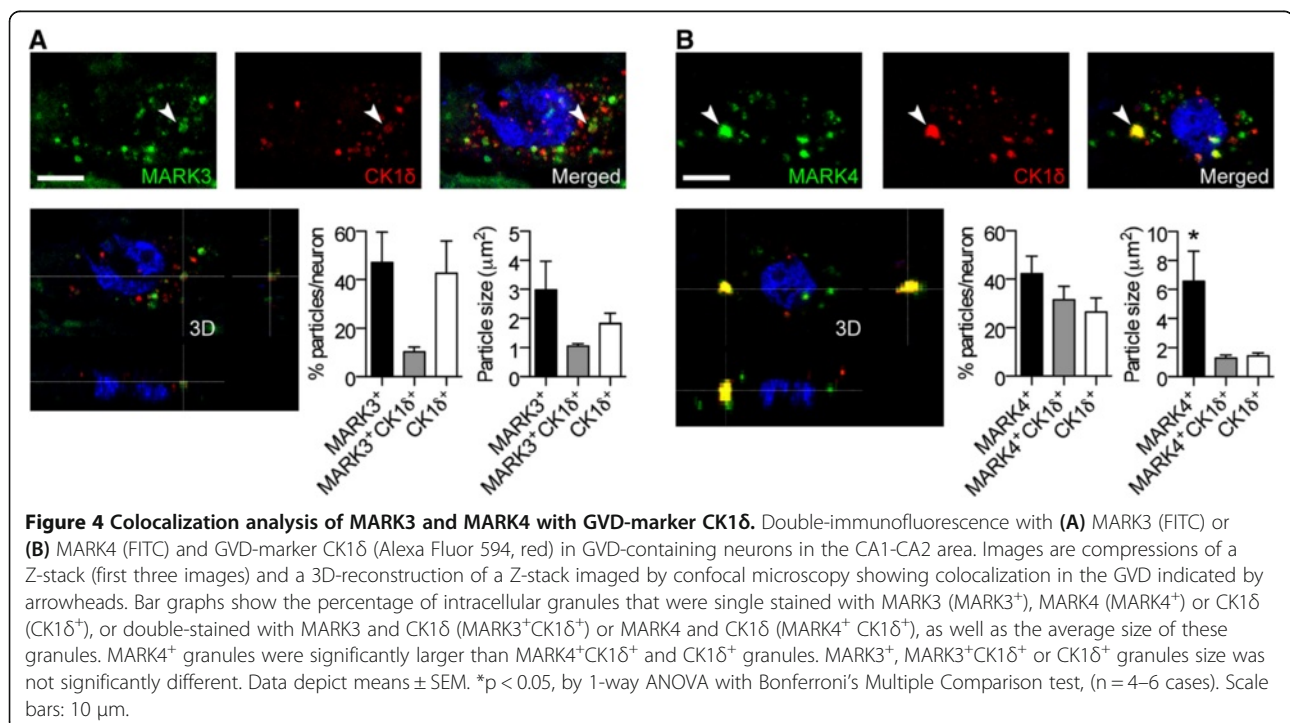 A
B
MARK3
CK1δ
Merged
MARK4
CK1δ
Merged
3D
% particles/neuron
60
40
20
0
MARK3⁺
MARK3⁺CK1δ⁺
CK1δ⁺
Particle size (μm²)
5
4
3
2
1
0
MARK3⁺
MARK3⁺CK1δ⁺
CK1δ⁺
3D
% particles/neuron
60
40
20
0
MARK4⁺
MARK4⁺CK1δ⁺
CK1δ⁺
Particle size (μm²)
10
8
6
4
2
0
*
MARK4⁺
MARK4⁺CK1δ⁺
CK1δ⁺
Figure 4 Colocalization analysis of MARK3 and MARK4 with GVD-marker CK1δ. Double-immunofluorescence with (A) MARK3 (FITC) or
(B) MARK4 (FITC) and GVD-marker CK1δ (Alexa Fluor 594, red) in GVD-containing neurons in the CA1-CA2 area. Images are compressions of a
Z-stack (first three images) and a 3D-reconstruction of a Z-stack imaged by confocal microscopy showing colocalization in the GVD indicated by
arrowheads. Bar graphs show the percentage of intracellular granules that were single stained with MARK3 (MARK3⁺), MARK4 (MARK4⁺) or CK1δ
(CK1δ⁺), or double-stained with MARK3 and CK1δ (MARK3⁺CK1δ⁺) or MARK4 and CK1δ (MARK4⁺ CK1δ⁺), as well as the average size of these
granules. MARK4⁺ granules were significantly larger than MARK4⁺CK1δ⁺ and CK1δ⁺ granules. MARK3⁺, MARK3⁺CK1δ⁺ or CK1δ⁺ granules size was
not significantly different. Data depict means ± SEM. *p < 0.05, by 1-way ANOVA with Bonferroni's Multiple Comparison test, (n = 4–6 cases). Scale
bars: 10 μm.